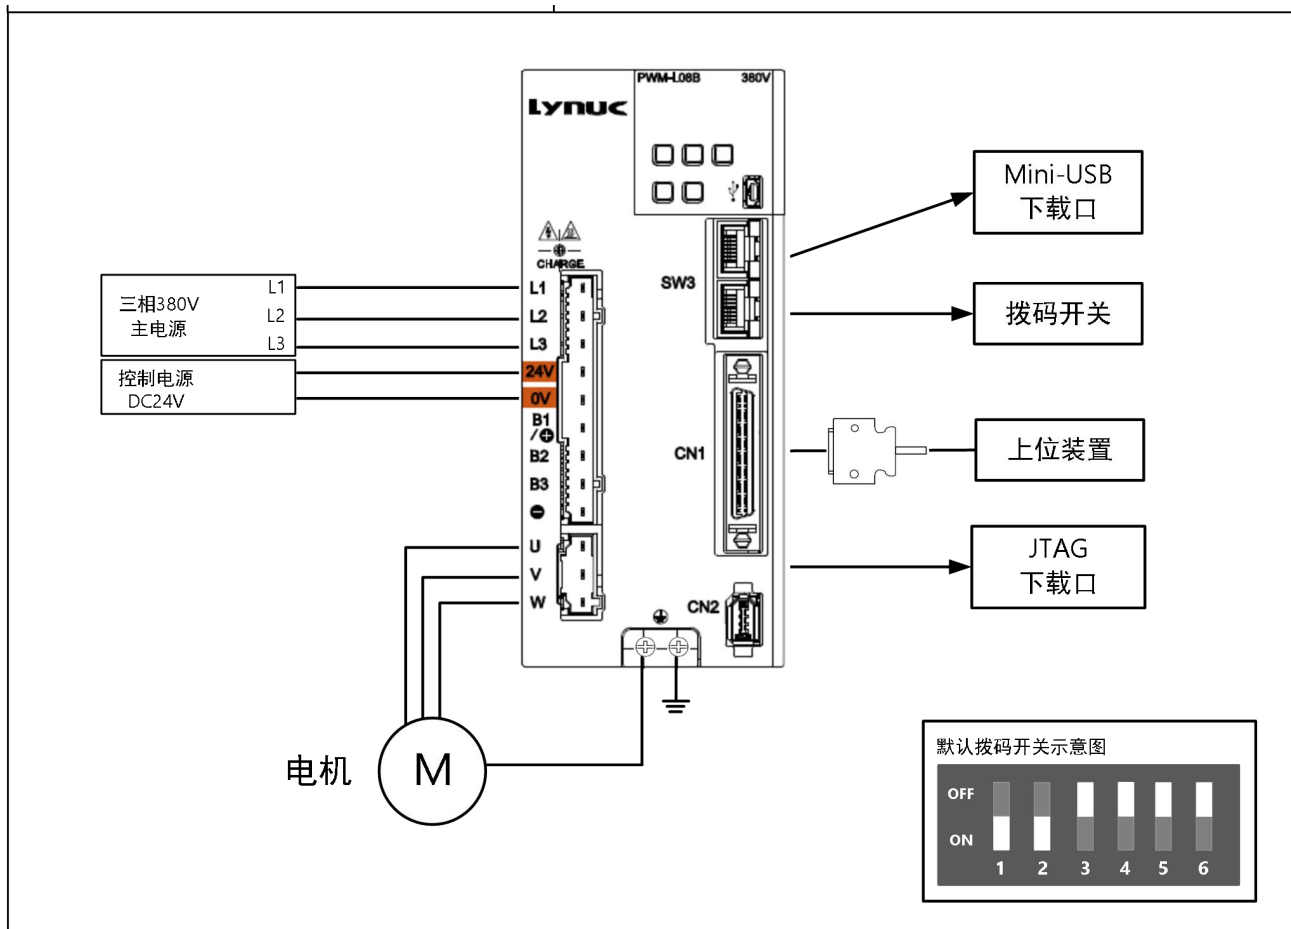 PWM-L08B 380V
Lynuc
CHARGE
L1
L2
L3
24V
0V
B1
/⊕
B2
B3
⊖
U
V
W
SW3
CN1
CN2
三相380V
主电源
L1
L2
L3
控制电源
DC24V
Mini-USB
下载口
拨码开关
上位装置
JTAG
下载口
电机
M
默认拨码开关示意图
OFF
ON
1 2 3 4 5 6